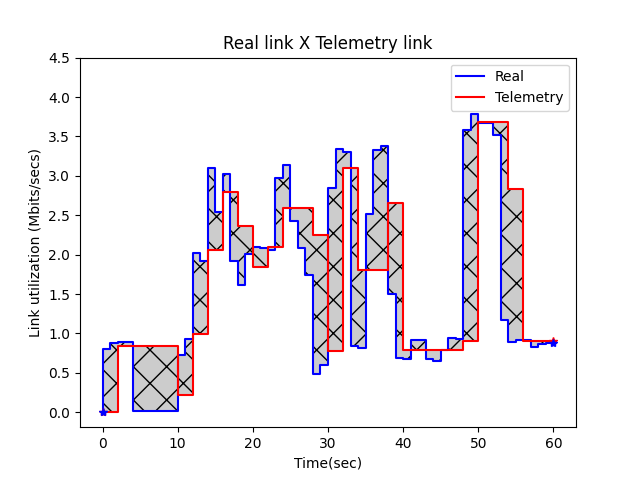 Real link X Telemetry link
Real
Telemetry
Link utilization (Mbits/secs)
4.5
4.0
3.5
3.0
2.5
2.0
1.5
1.0
0.5
0.0
0 10 20 30 40 50 60
Time(sec)